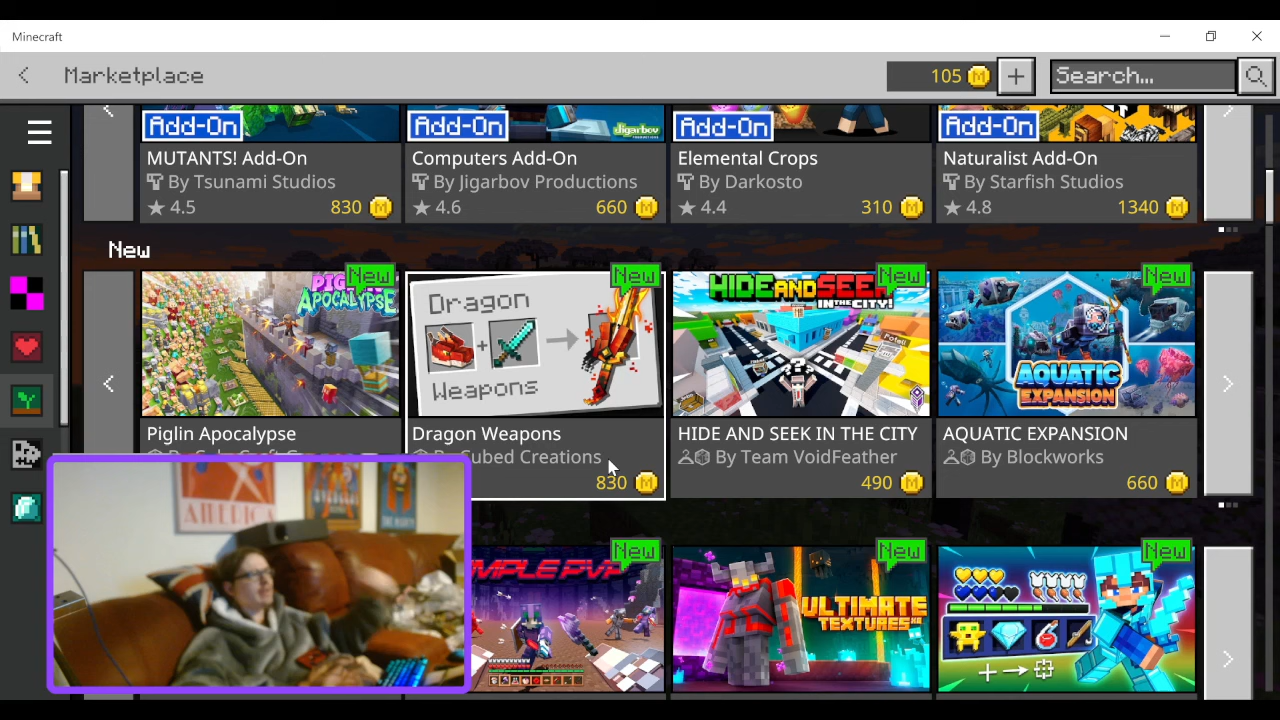 Minecraft
Marketplace
105
Search...
Add-On
Add-On
Jigarbov
Add-On
Add-On
MUTANTS! Add-On
Computers Add-On
Elemental Crops
Naturalist Add-On
By Tsunami Studios
By Jigarbov Productions
By Darkosto
By Starfish Studios
4.5
830
4.6
660
4.4
310
4.8
1340
New
New
New
New
New
APOCALYPSE
Dragon
+
Weapons
HIDE AND SEEK
IN THE CITY!
AQUATIC
EXPANSION
Piglin Apocalypse
Dragon Weapons
HIDE AND SEEK IN THE CITY
AQUATIC EXPANSION
Cubed Creations
By Team VoidFeather
By Blockworks
830
490
660
AMERICA
New
New
New
ULTIMATE
TEXTURES